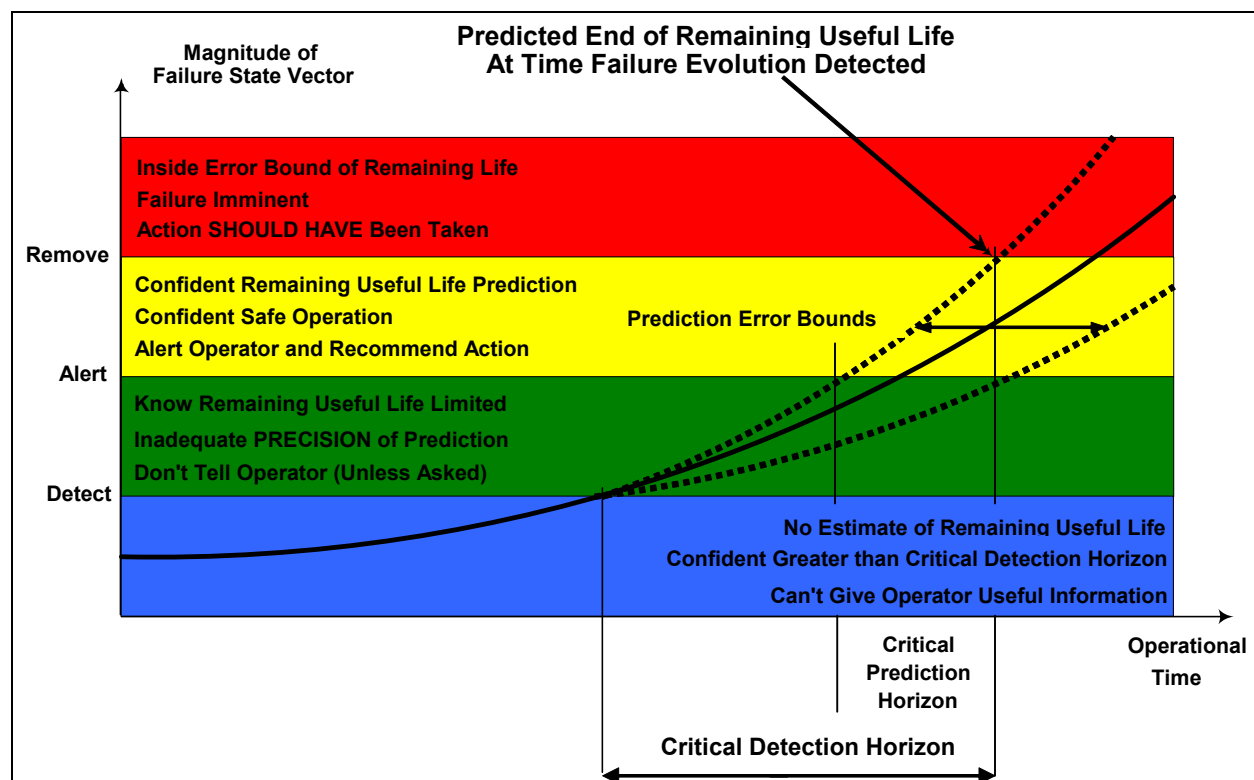 Magnitude of
Failure State Vector
Predicted End of Remaining Useful Life
At Time Failure Evolution Detected
Inside Error Bound of Remaining Life
Failure Imminent
Action SHOULD HAVE Been Taken
Remove
Confident Remaining Useful Life Prediction
Confident Safe Operation
Alert Operator and Recommend Action
Prediction Error Bounds
Alert
Know Remaining Useful Life Limited
Inadequate PRECISION of Prediction
Don't Tell Operator (Unless Asked)
Detect
No Estimate of Remaining Useful Life
Confident Greater than Critical Detection Horizon
Can't Give Operator Useful Information
Operational
Time
Critical
Prediction
Horizon
Critical Detection Horizon